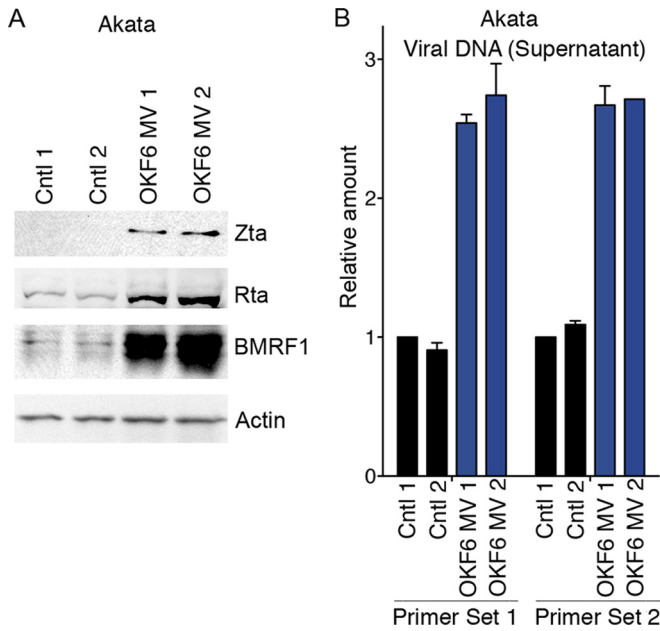 A
Akata
Cntl 1
Cntl 2
OKF6 MV 1
OKF6 MV 2
Zta
Rta
BMRF1
Actin
B
Akata
Viral DNA (Supernatant)
Relative amount
3
2
1
0
Cntl 1
Cntl 2
OKF6 MV 1
OKF6 MV 2
Cntl 1
Cntl 2
OKF6 MV 1
OKF6 MV 2
Primer Set 1
Primer Set 2